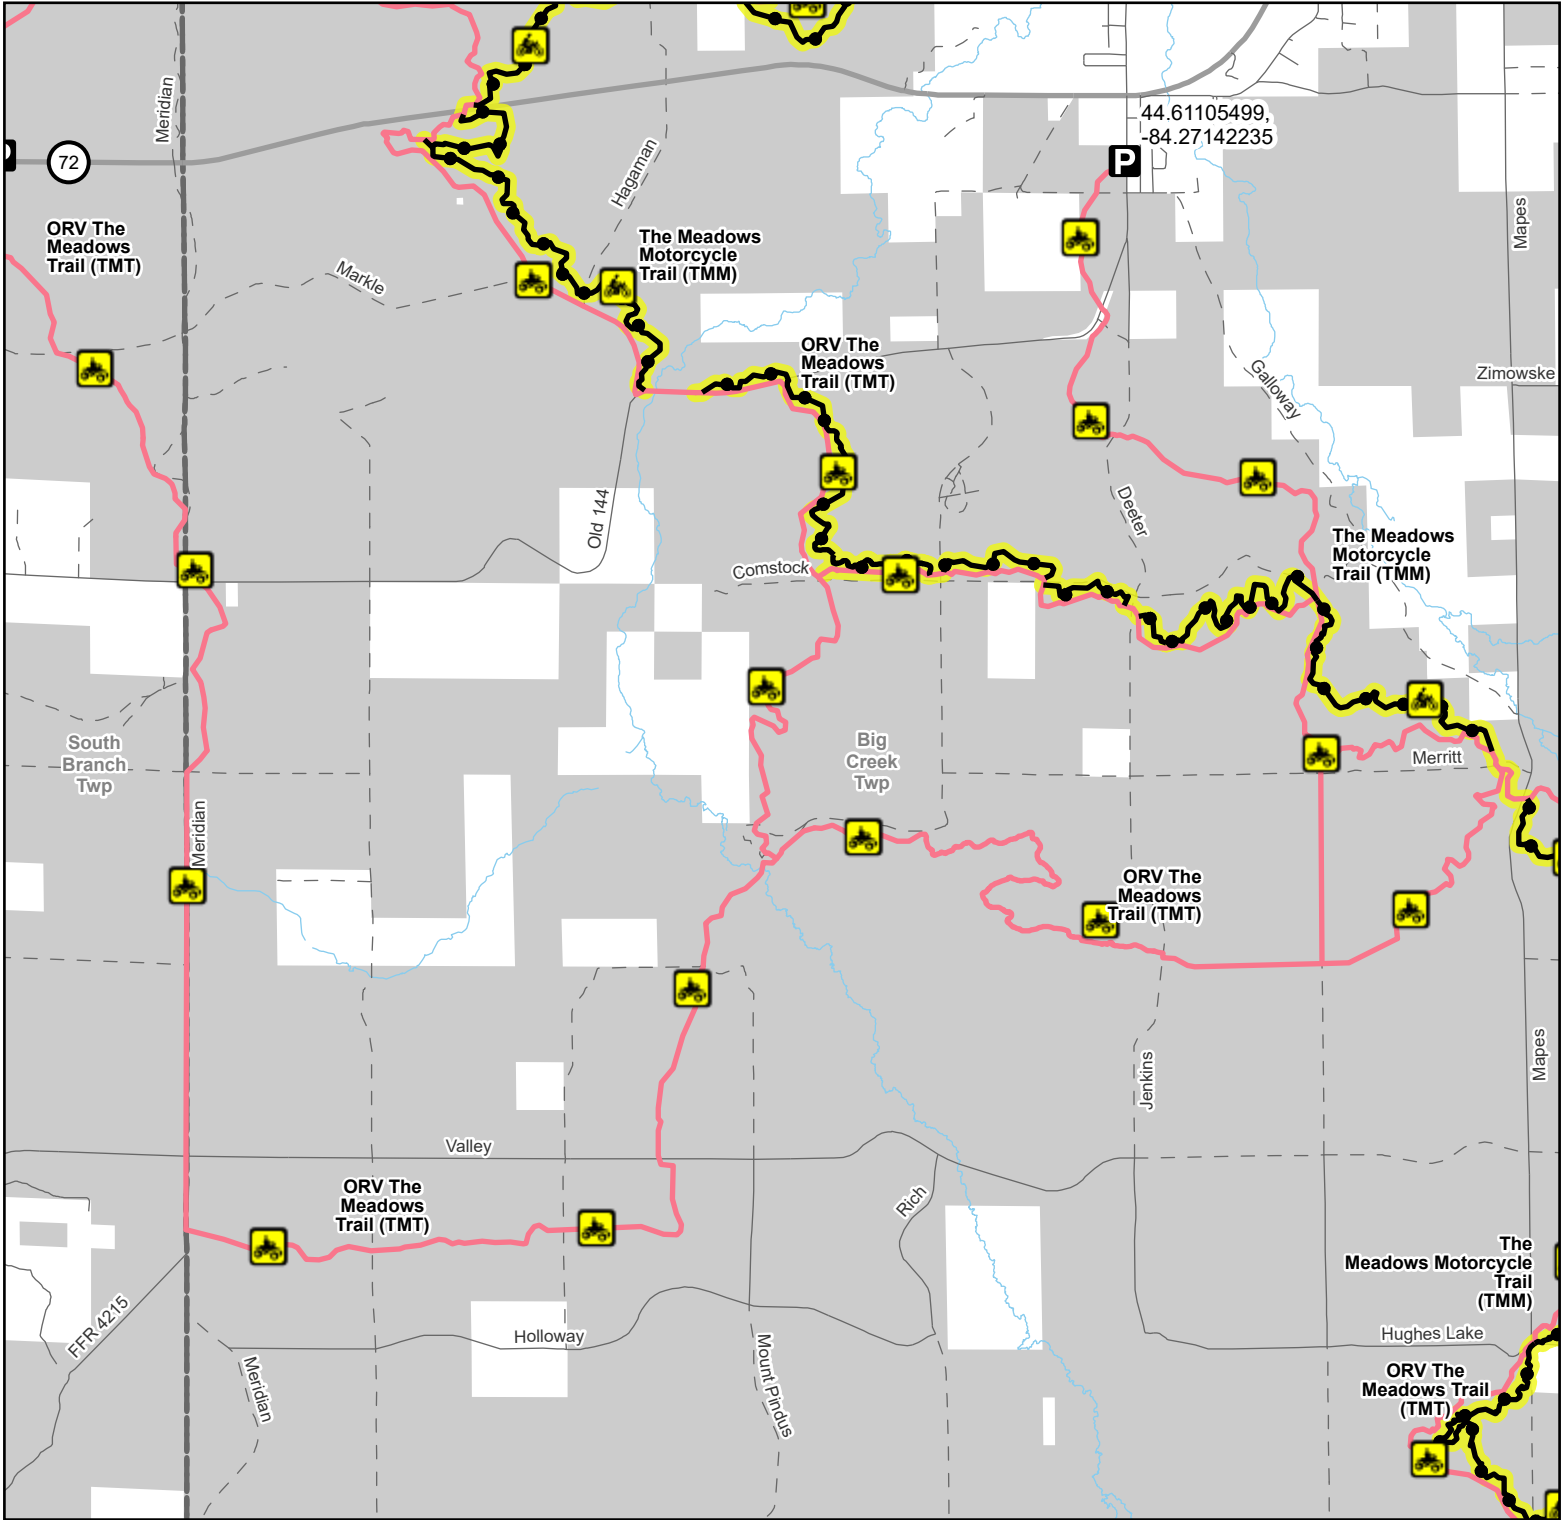 44.61105499,
-84.27142235
P
72
Meridian
Hagaman
Mapes
ORV The
Meadows
Trail (TMT)
The Meadows
Motorcycle
Trail (TMM)
Markle
ORV The
Meadows
Trail (TMT)
Galloway
Zimowske
Old 144
Deeter
Comstock
The Meadows
Motorcycle
Trail (TMM)
South
Branch
Twp
Big
Creek
Twp
Merritt
Meridian
ORV The
Meadows
Trail (TMT)
Mapes
Jenkins
Valley
ORV The
Meadows
Trail (TMT)
Rich
The
Meadows Motorcycle
Trail
(TMM)
FFR 4215
Holloway
Hughes Lake
Meridian
Mount Pindus
ORV The
Meadows Trail
(TMT)